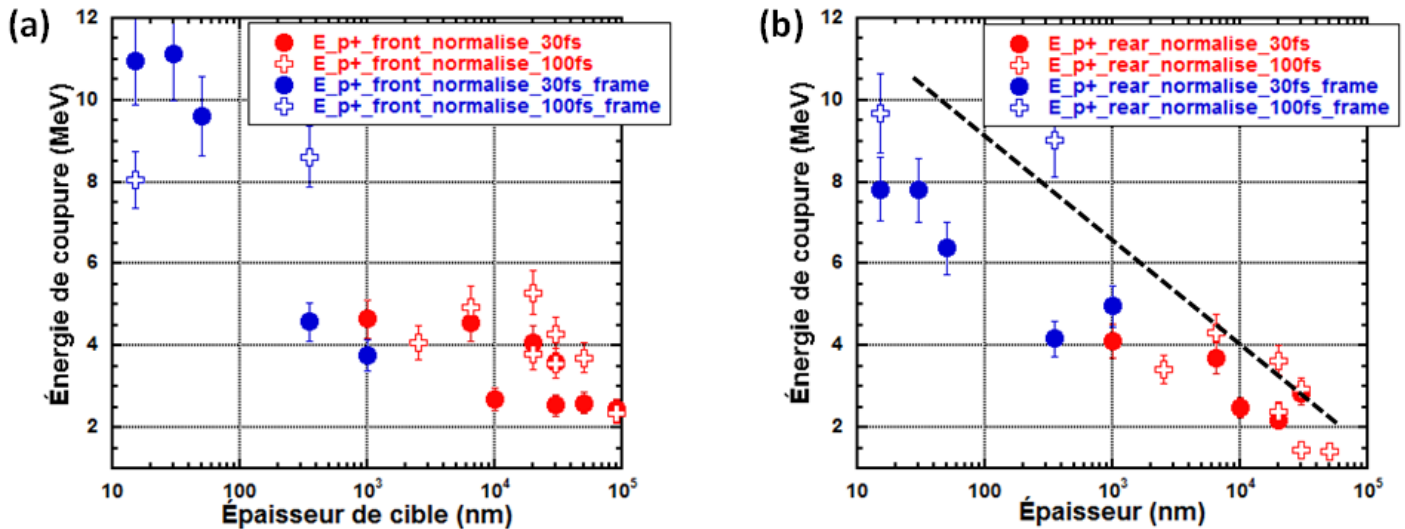 (a)
Énergie de coupure (MeV)
12
10
8
6
4
2
E_p+_front_normalise_30fs
E_p+_front_normalise_100fs
E_p+_front_normalise_30fs_frame
E_p+_front_normalise_100fs_frame
10 100 10³ 10⁴ 10⁵
Épaisseur de cible (nm)
(b)
Énergie de coupure (MeV)
12
10
8
6
4
2
E_p+_rear_normalise_30fs
E_p+_rear_normalise_100fs
E_p+_rear_normalise_30fs_frame
E_p+_rear_normalise_100fs_frame
10 100 10³ 10⁴ 10⁵
Épaisseur (nm)